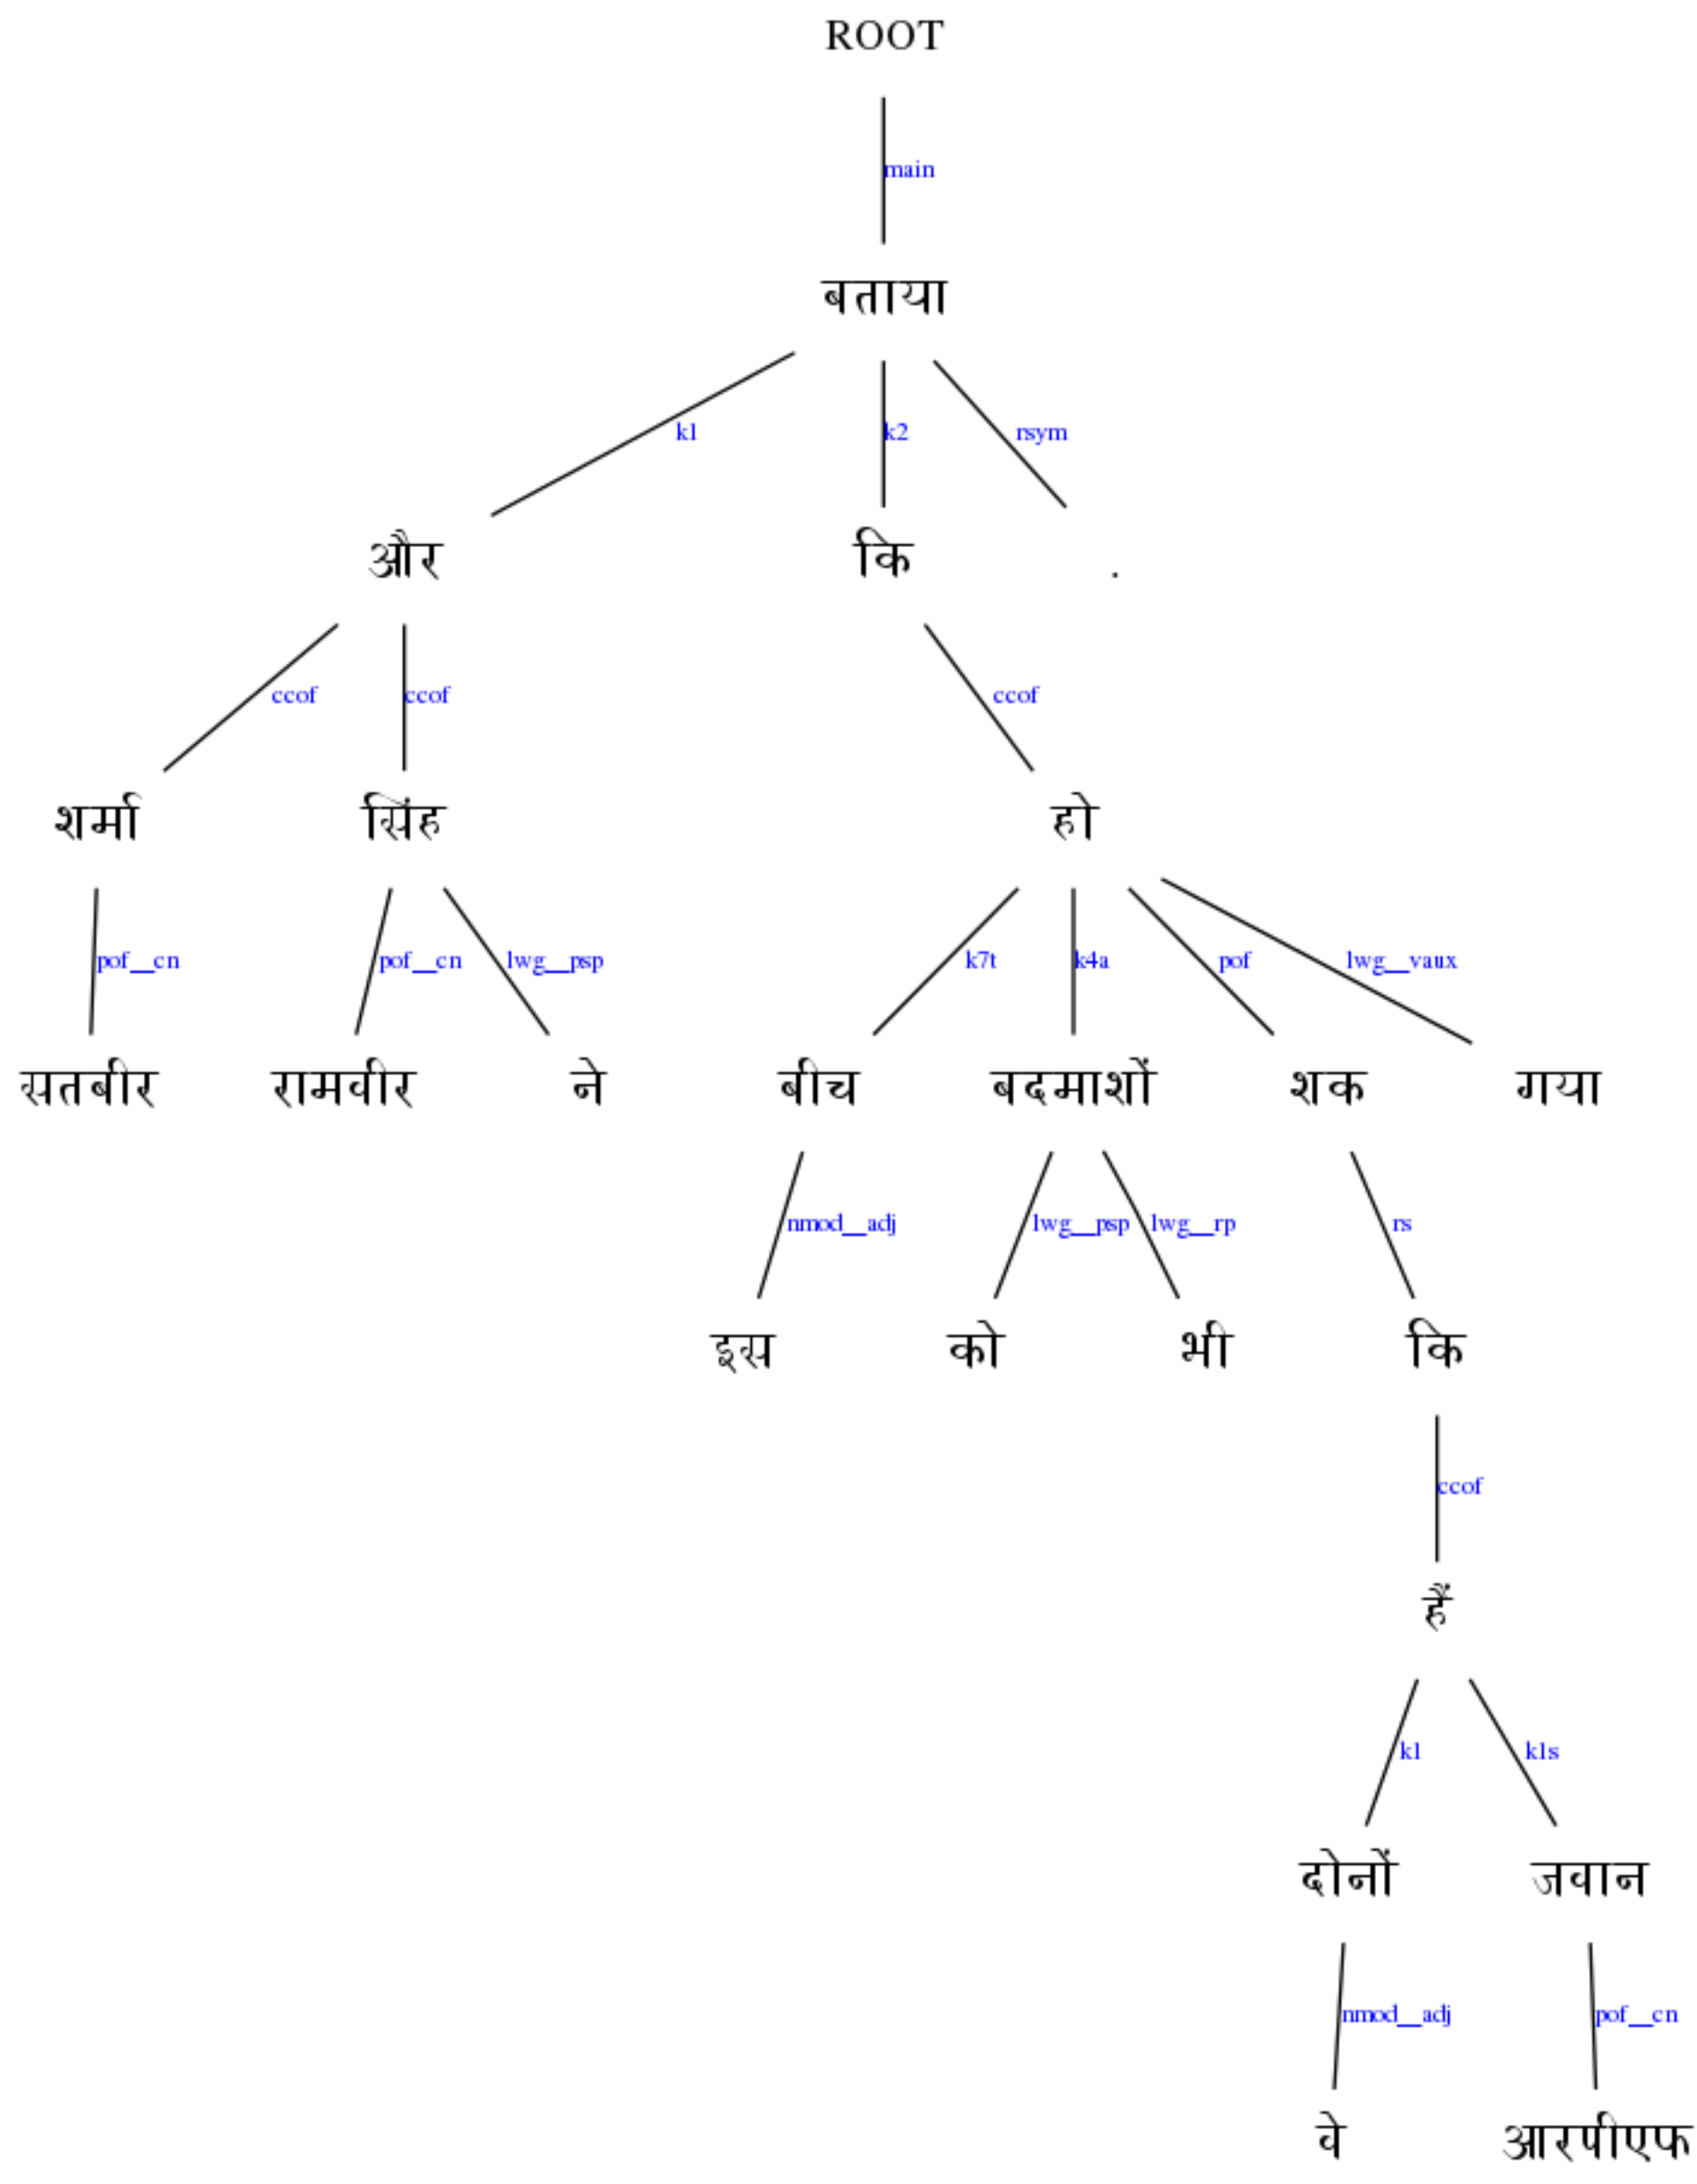 ROOT
main
बताया
k1 k2 rsym
और कि .
ccof ccof ccof
शर्मा सिंह हो
pof__cn pof__cn lwg__psp k7t k4a pof lwg__vaux
सतबीर रामवीर ने बीच बदमाशों शक गया
nmod__adj lwg__psp lwg__rp rs
इस को भी कि
ccof
हैं
k1 k1s
दोनों जवान
nmod__adj pof__cn
वे आरपीएफ